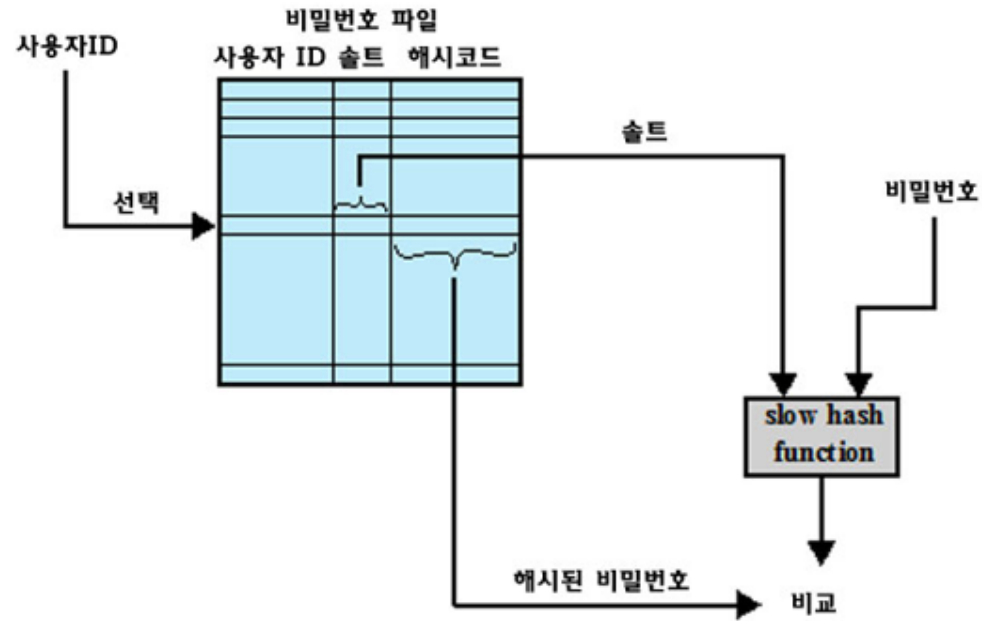 비밀번호 파일
사용자ID
사용자 ID 솔트 해시코드
솔트
선택
비밀번호
slow hash
function
해시된 비밀번호
비교